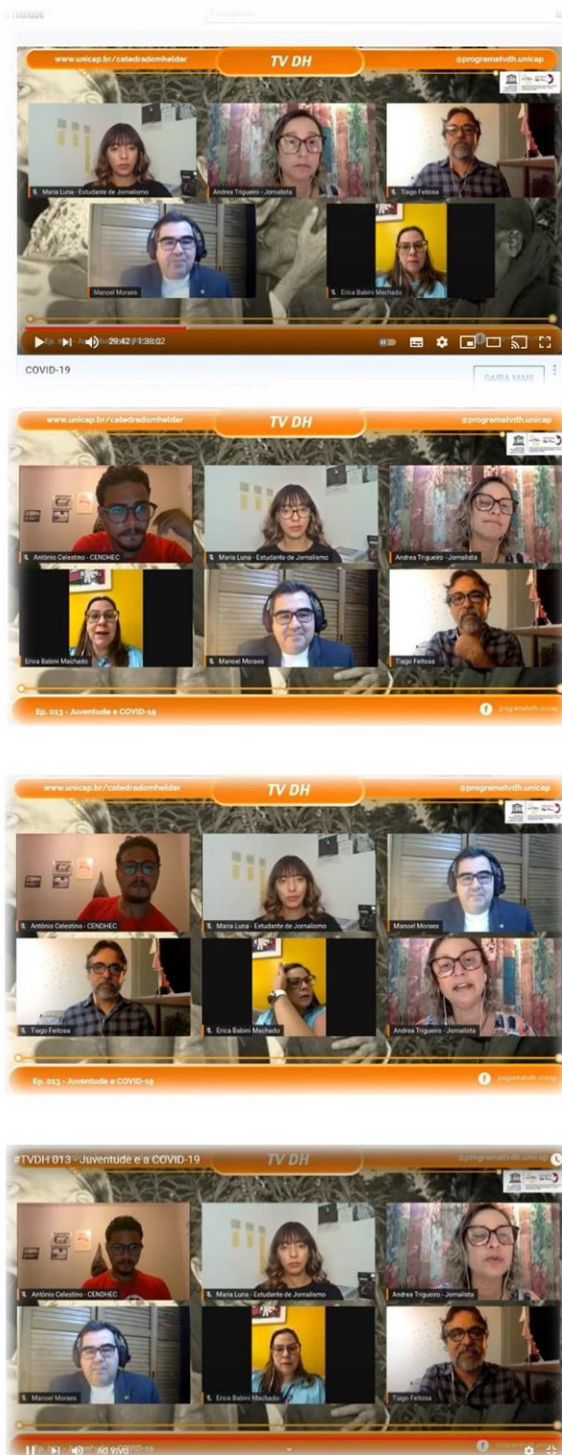 YouTube
Pesquisar
www.unicap.br/catedradomhelder TV DH @programatvdh.unicap
Maria Luna - Estudante de Jornalismo
Andrea Trigueiro - Jornalista
Tiago Feitosa
Manoel Moraes
Erica Babini Machado
29:42 / 1:38:02
COVID-19
SAIBA MAIS
www.unicap.br/catedradomhelder TV DH @programatvdh.unicap
Antônio Celestino - CENDHEC
Maria Luna - Estudante de Jornalismo
Andrea Trigueiro - Jornalista
Erica Babini Machado
Manoel Moraes
Tiago Feitosa
Ep. 013 - Juventude e COVID-19 programatvdh.unicap
www.unicap.br/catedradomhelder TV DH @programatvdh.unicap
Antônio Celestino - CENDHEC
Maria Luna - Estudante de Jornalismo
Manoel Moraes
Tiago Feitosa
Erica Babini Machado
Andrea Trigueiro - Jornalista
Ep. 013 - Juventude e COVID-19 programatvdh.unicap
#TVDH 013 - Juventude e a COVID-19 TV DH @programatvdh.unicap
Antônio Celestino - CENDHEC
Maria Luna - Estudante de Jornalismo
Andrea Trigueiro - Jornalista
Manoel Moraes
Erica Babini Machado
Tiago Feitosa
AO VIVO